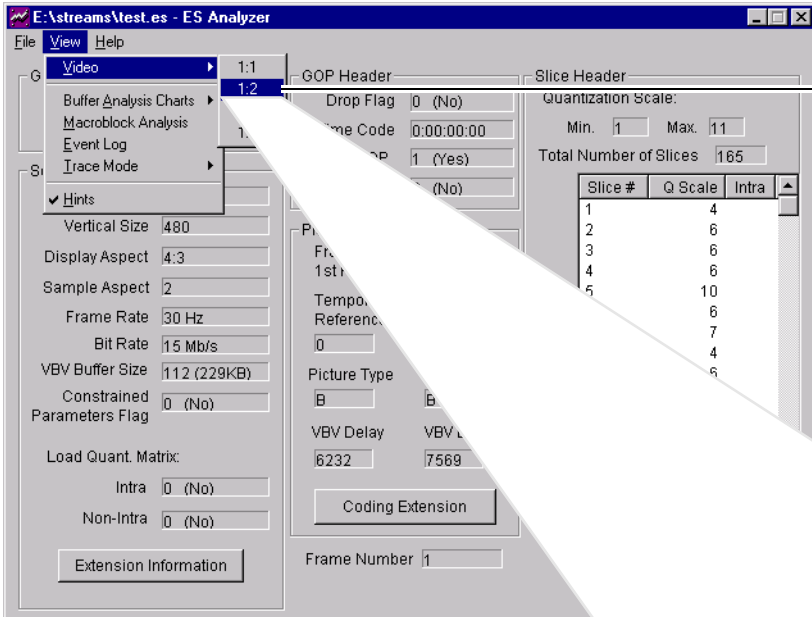 E:\streams\test.es - ES Analyzer
File View Help
Video
Buffer Analysis Charts
Macroblock Analysis
Event Log
Trace Mode
✔ Hints
1:1
1:2
GOP Header
Drop Flag 0 (No)
Code 0:00:00:00
1 (Yes)
(No)
Slice Header
Quantization Scale:
Min. 1 Max. 11
Total Number of Slices 165
Slice # Q Scale Intra
1 4
2 6
3 6
4 6
5 10
6
7
4
6
Vertical Size 480
Display Aspect 4:3
Sample Aspect 2
Frame Rate 30 Hz
Bit Rate 15 Mb/s
VBV Buffer Size 112 (229KB)
Constrained
Parameters Flag 0 (No)
Load Quant. Matrix:
Intra 0 (No)
Non-Intra 0 (No)
Extension Information
1st
0
Picture Type
B B
VBV Delay VBV
6232 7569
Coding Extension
Frame Number 1